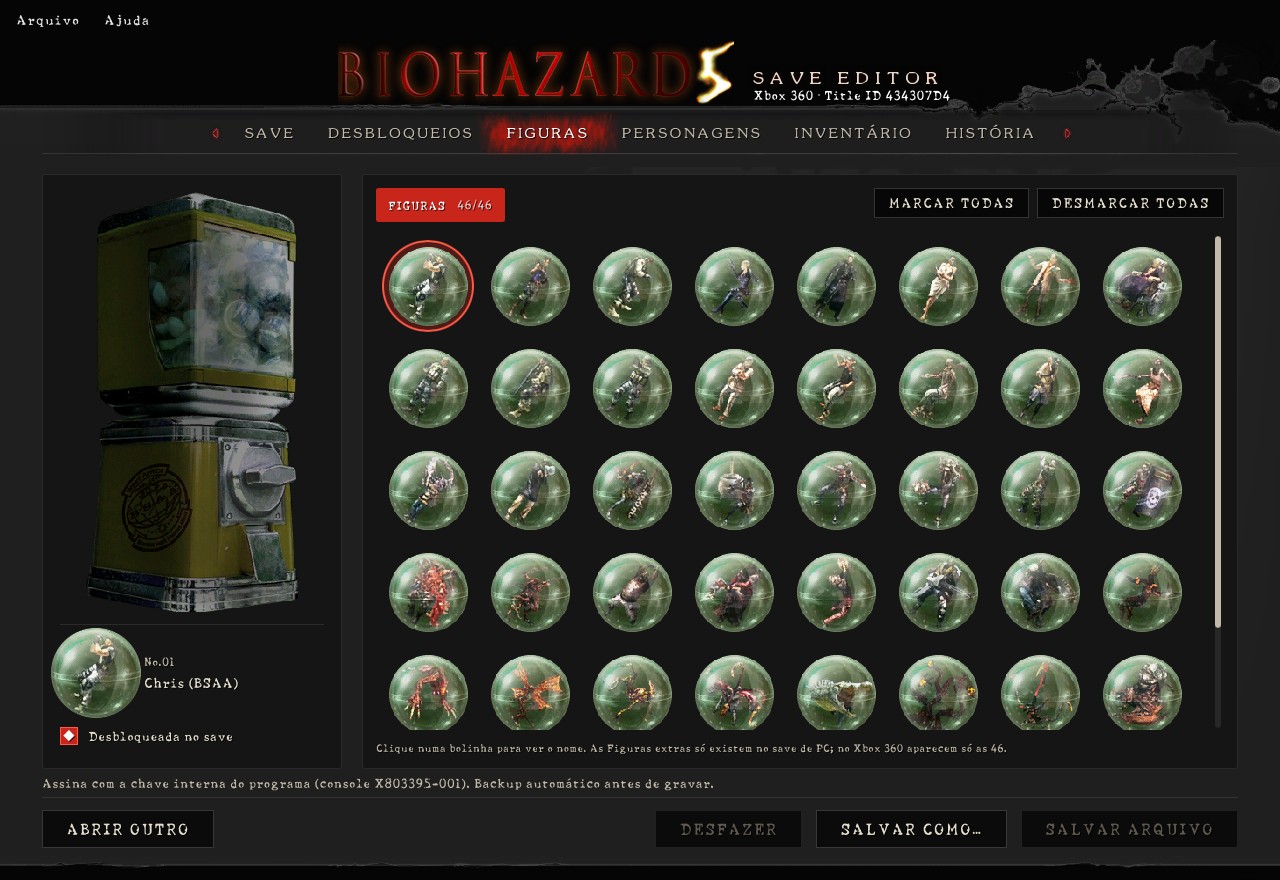 Arquivo Ajuda
BIOHAZARD 5
SAVE EDITOR
Xbox 360 · Title ID 434307D4
SAVE DESBLOQUEIOS FIGURAS PERSONAGENS INVENTÁRIO HISTÓRIA
FIGURAS 46/46
MARCAR TODAS DESMARCAR TODAS
No.01
Chris (BSAA)
Desbloqueada no save
Clique numa bolinha para ver o nome. As Figuras extras só existem no save de PC; no Xbox 360 aparecem só as 46.
Assina com a chave interna do programa (console X803395-001). Backup automático antes de gravar.
ABRIR OUTRO DESFAZER SALVAR COMO… SALVAR ARQUIVO